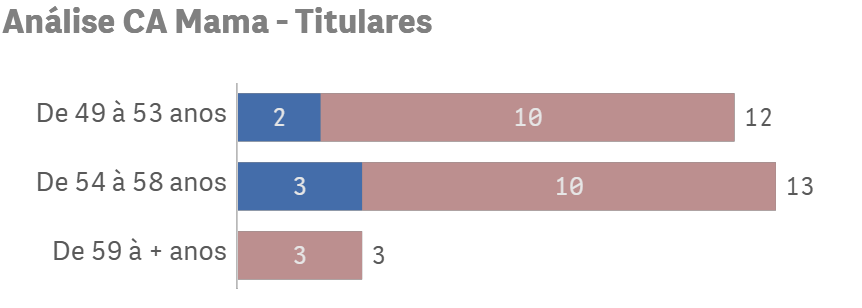 Análise CA Mama - Titulares
De 49 à 53 anos 2 10 12
De 54 à 58 anos 3 10 13
De 59 à + anos 3 3